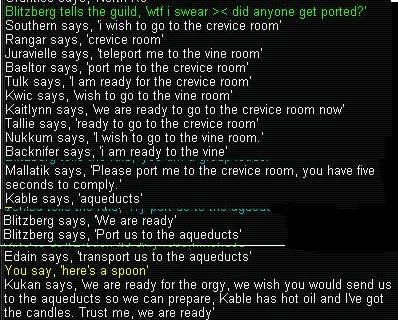 Blitzberg tells the guild, 'wtf i swear >< did anyone get ported?'
Southern says, 'i wish to go to the crevice room'
Rangar says, 'crevice room'
Juravielle says, 'teleport me to the vine room'
Baeltor says, 'port me to the crevice room'
Tulk says, 'I am ready for the crevice room'
Kwic says, 'wish to go to the vine room'
Kaitlynn says, 'we are ready to go to the crevice room now'
Tallie says, 'ready to go to the crevice room'
Nukkum says, 'I wish to go to the vine room.'
Backnifer says, 'i am ready to the vine'
Mallatik says, 'Please port me to the crevice room, you have five
seconds to comply.'
Kable says, 'aqueducts'
Blitzberg says, 'We are ready'
Blitzberg says, 'Port us to the aqueducts'
Edain says, 'transport us to the aqueducts'
You say, 'here's a spoon'
Kukan says, 'we are ready for the orgy, we wish you would send us
to the aqueducts so we can prepare, Kable has hot oil and I've got
the candles. Trust me, we are ready'